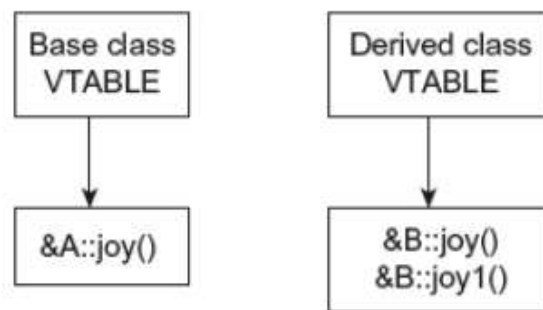 Base class
VTABLE
Derived class
VTABLE
&A::joy()
&B::joy()
&B::joy1()